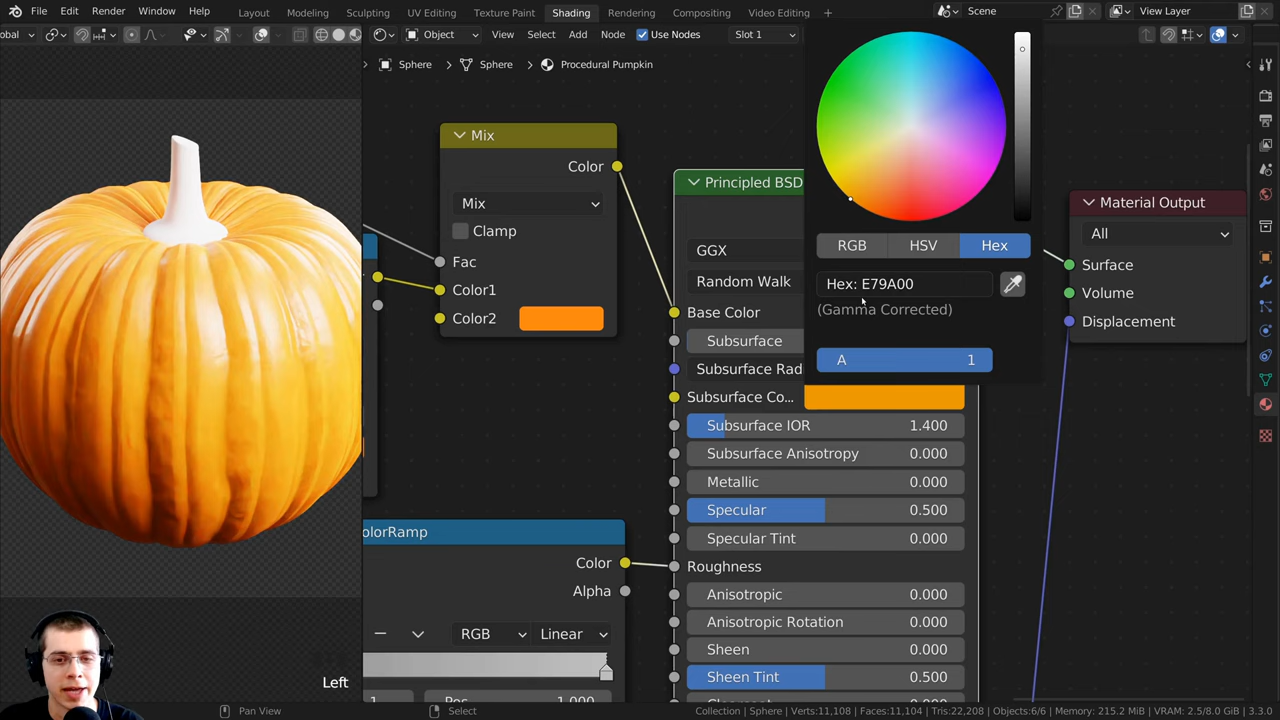 File Edit Render Window Help Layout Modeling Sculpting UV Editing Texture Paint Shading Rendering Compositing Video Editing + Scene View Layer
obal Object View Select Add Node Use Nodes Slot 1
Sphere > Sphere > Procedural Pumpkin
Mix
Color
Mix
Clamp
Fac
Color1
Color2
Principled BSD
GGX
Random Walk
Base Color
Subsurface
Subsurface Rad
Subsurface Co...
Subsurface IOR 1.400
Subsurface Anisotropy 0.000
Metallic 0.000
Specular 0.500
Specular Tint 0.000
Roughness
Anisotropic 0.000
Anisotropic Rotation 0.000
Sheen 0.000
Sheen Tint 0.500
RGB HSV Hex
Hex: E79A00
(Gamma Corrected)
A 1
Material Output
All
Surface
Volume
Displacement
olorRamp
Color
Alpha
RGB Linear
1.000
Left
Pan View Select Collection | Sphere | Verts:11,108 | Faces:11,104 | Tris:22,208 | Objects:6/6 | Memory: 215.2 MiB | VRAM: 2.5/8.0 GiB | 3.3.0